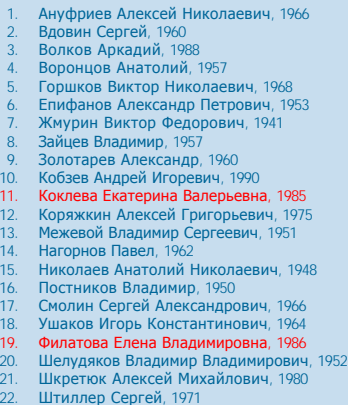 1. Ануфриев Алексей Николаевич, 1966
2. Вдовин Сергей, 1960
3. Волков Аркадий, 1988
4. Воронцов Анатолий, 1957
5. Горшков Виктор Николаевич, 1968
6. Епифанов Александр Петрович, 1953
7. Жмурин Виктор Федорович, 1941
8. Зайцев Владимир, 1957
9. Золотарев Александр, 1960
10. Кобзев Андрей Игоревич, 1990
11. Коклева Екатерина Валерьевна, 1985
12. Коряжкин Алексей Григорьевич, 1975
13. Межевой Владимир Сергеевич, 1951
14. Нагорнов Павел, 1962
15. Николаев Анатолий Николаевич, 1948
16. Постников Владимир, 1950
17. Смолин Сергей Александрович, 1966
18. Ушаков Игорь Константинович, 1964
19. Филатова Елена Владимировна, 1986
20. Шелудяков Владимир Владимирович, 1952
21. Шкретюк Алексей Михайлович, 1980
22. Штиллер Сергей, 1971